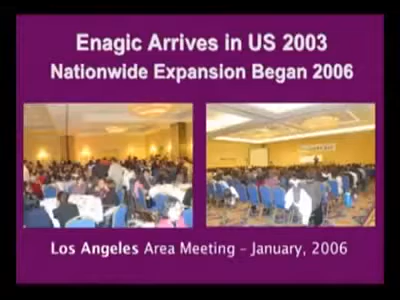 Enagic Arrives in US 2003
Nationwide Expansion Began 2006
Los Angeles Area Meeting – January, 2006